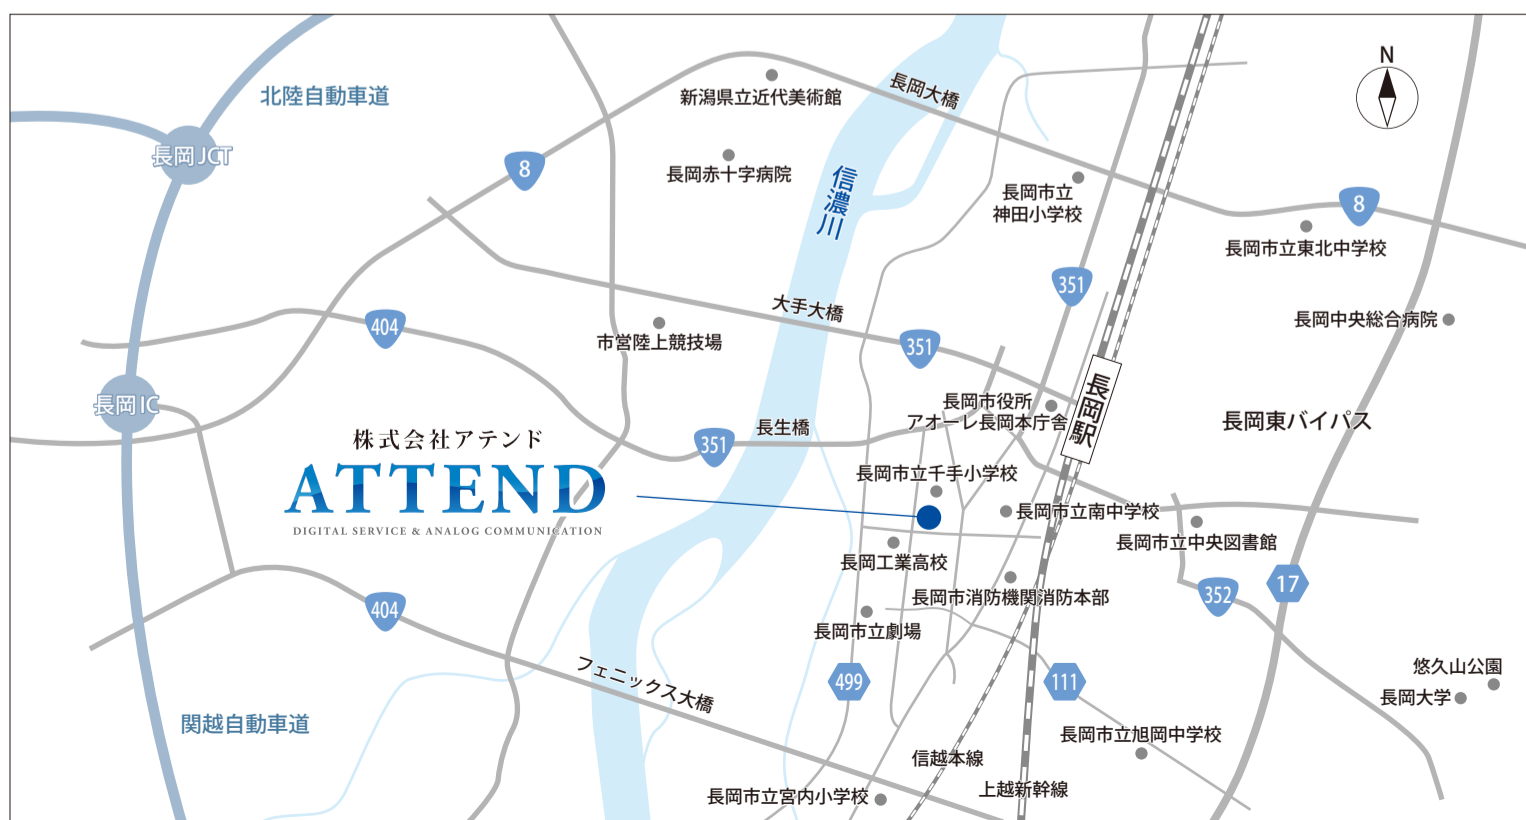 N
北陸自動車道
新潟県立近代美術館
長岡大橋
長岡JCT
8
長岡赤十字病院
信濃川
長岡市立
神田小学校
8
長岡市立東北中学校
351
大手大橋
404
市営陸上競技場
351
長岡中央総合病院
長岡駅
長岡IC
長岡市役所
アオーレ長岡本庁舎
長岡東バイパス
株式会社アテンド
ATTEND
DIGITAL SERVICE & ANALOG COMMUNICATION
351
長生橋
長岡市立千手小学校
長岡市立南中学校
長岡市立中央図書館
長岡工業高校
17
352
長岡市消防機関消防本部
404
長岡市立劇場
フェニックス大橋
499
111
悠久山公園
長岡大学
関越自動車道
長岡市立旭岡中学校
信越本線
上越新幹線
長岡市立宮内小学校